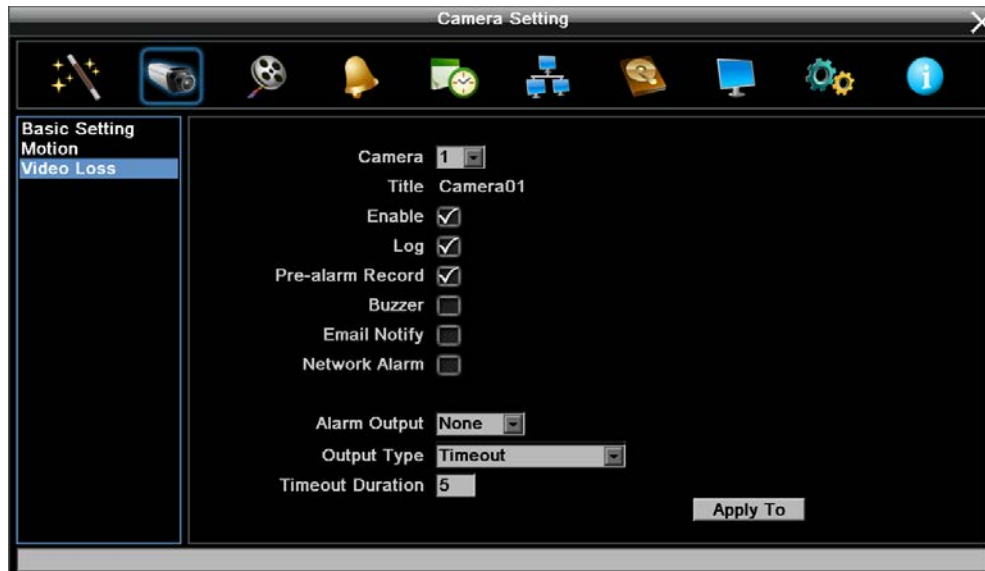 Camera Setting
Basic Setting
Motion
Video Loss
Camera 1
Title Camera01
Enable
Log
Pre-alarm Record
Buzzer
Email Notify
Network Alarm
Alarm Output None
Output Type Timeout
Timeout Duration 5
Apply To